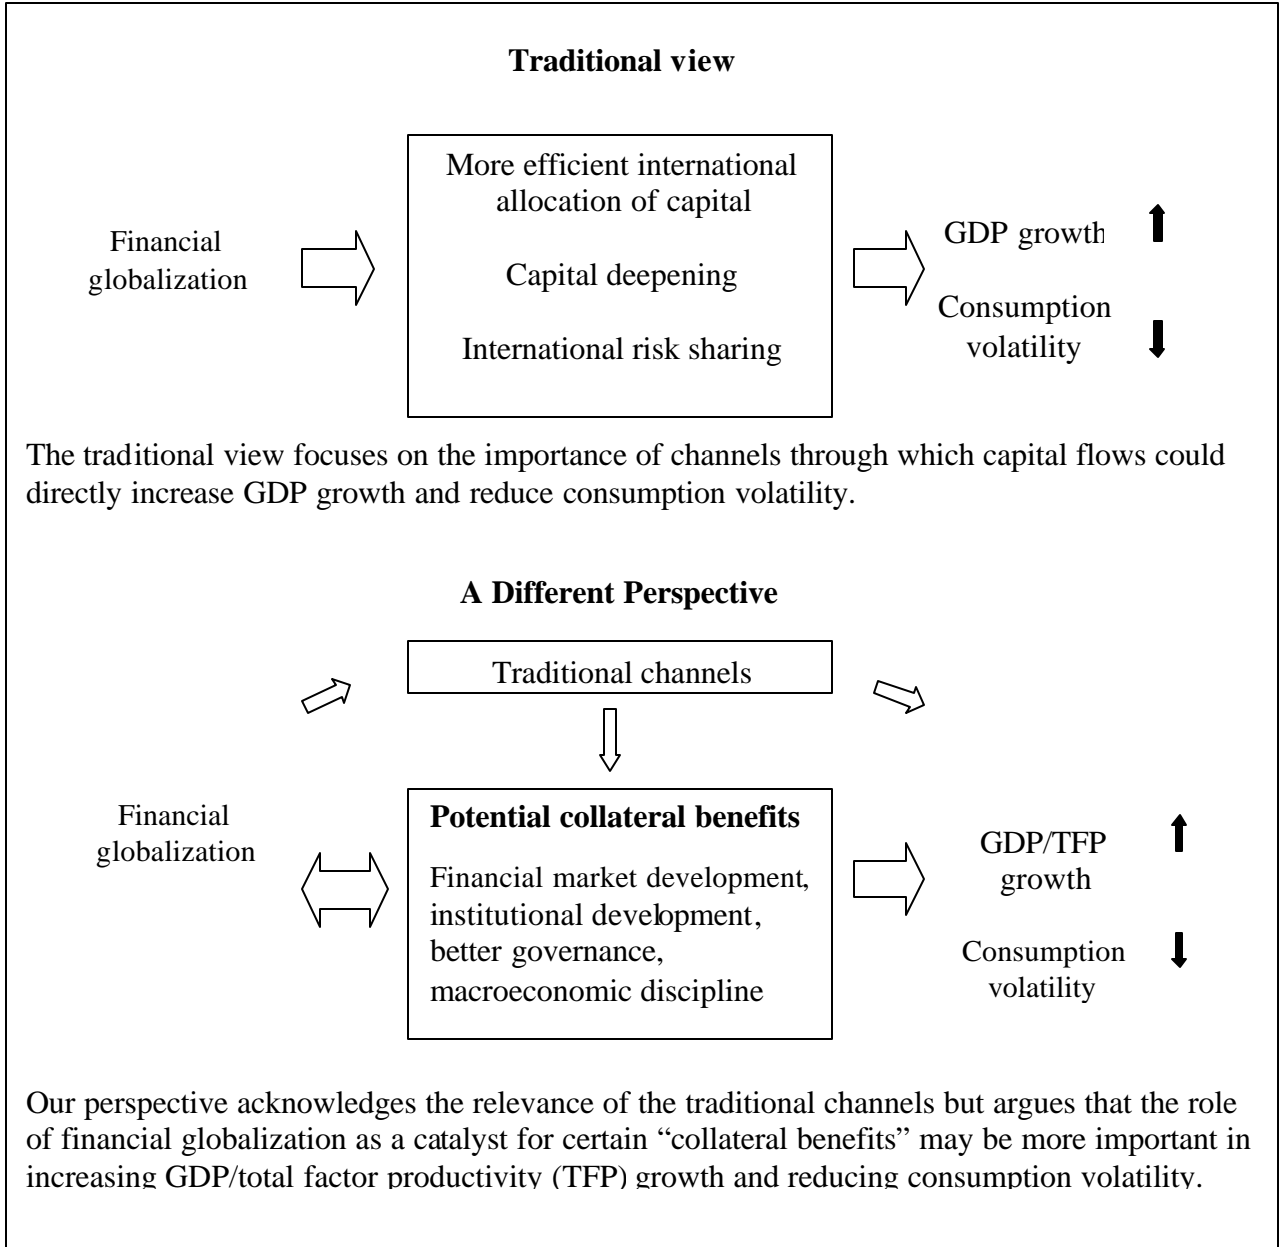 Traditional view
More efficient international
allocation of capital
Capital deepening
International risk sharing
Financial
globalization
GDP growth
Consumption
volatility
The traditional view focuses on the importance of channels through which capital flows could
directly increase GDP growth and reduce consumption volatility.
A Different Perspective
Traditional channels
Financial
globalization
Potential collateral benefits
Financial market development,
institutional development,
better governance,
macroeconomic discipline
GDP/TFP
growth
Consumption
volatility
Our perspective acknowledges the relevance of the traditional channels but argues that the role
of financial globalization as a catalyst for certain “collateral benefits” may be more important in
increasing GDP/total factor productivity (TFP) growth and reducing consumption volatility.